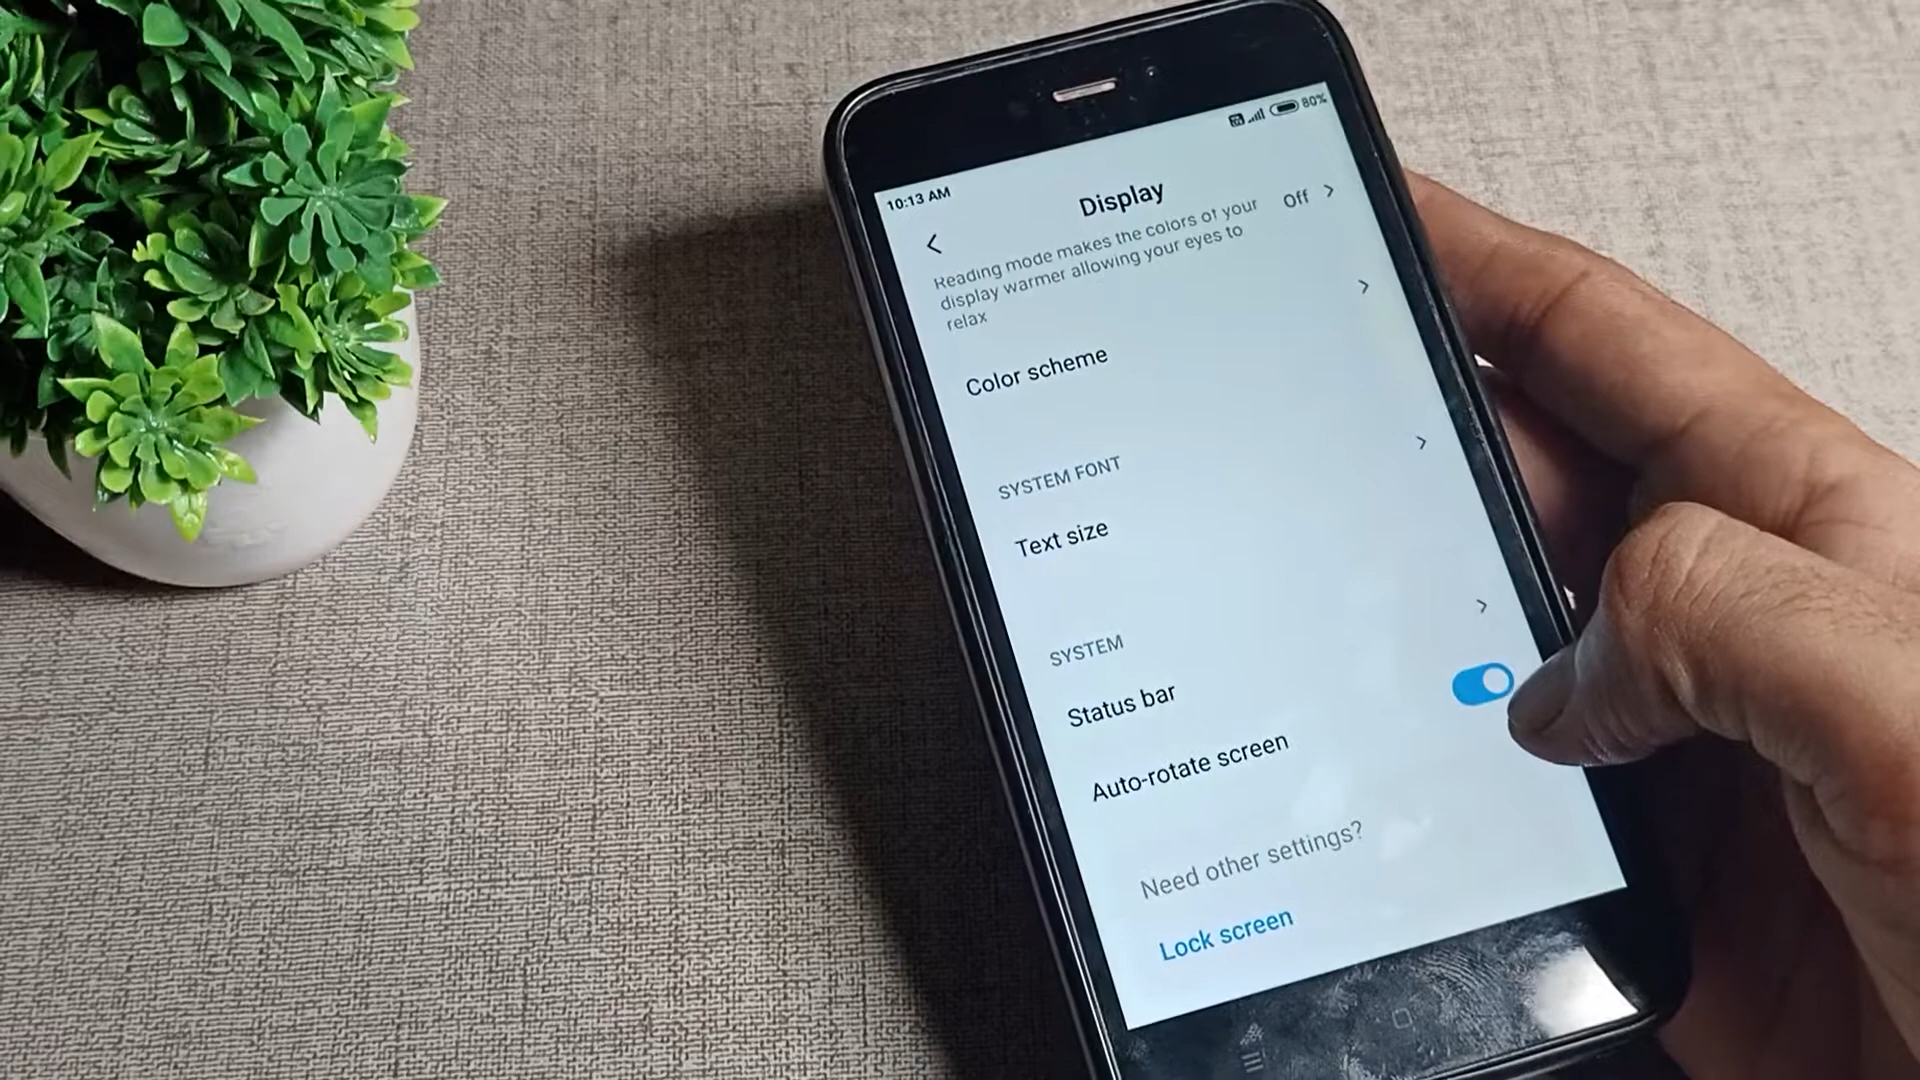 10:13 AM
80%
Display
Reading mode makes the colors of your
display warmer allowing your eyes to
relax
Off
Color scheme
SYSTEM FONT
Text size
SYSTEM
Status bar
Auto-rotate screen
Need other settings?
Lock screen